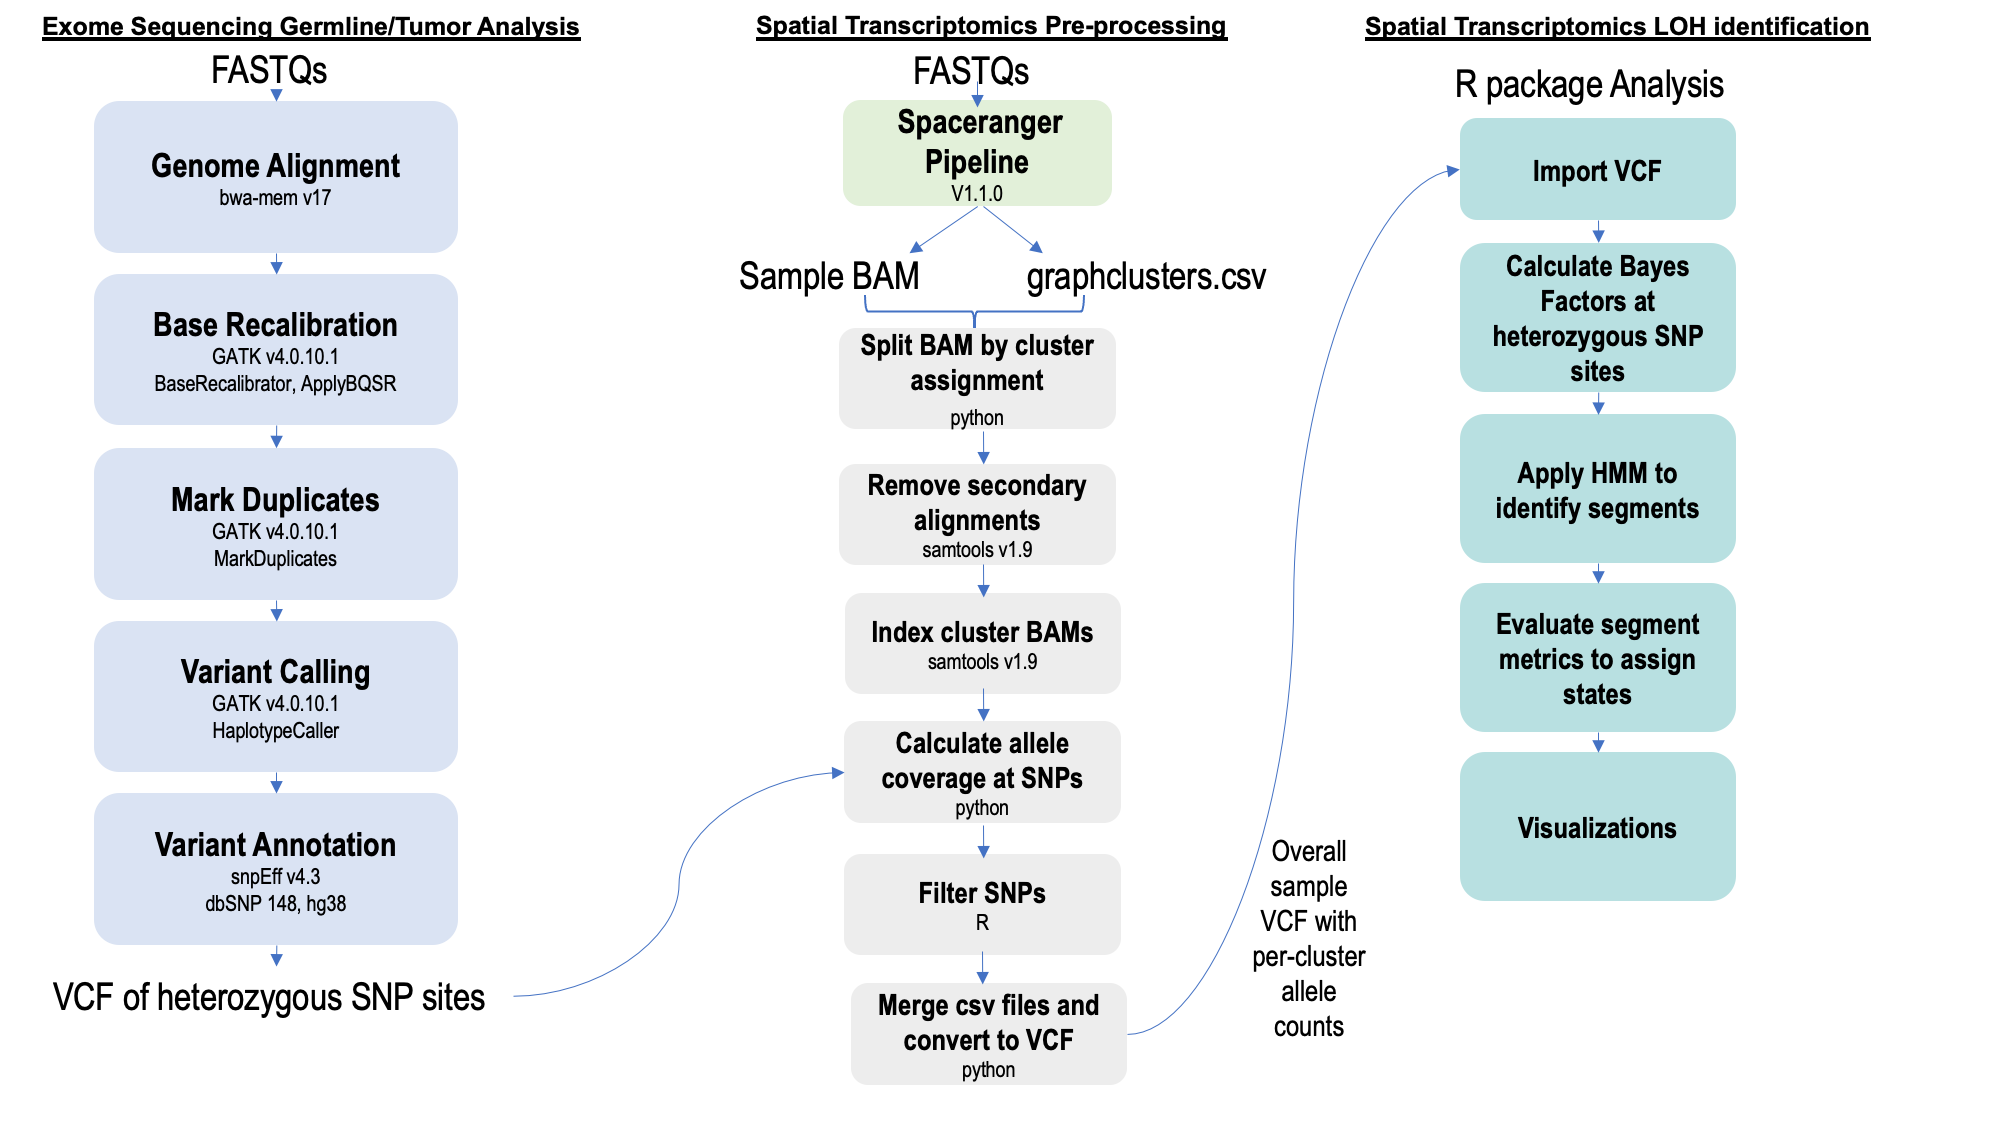 Exome Sequencing Germline/Tumor Analysis
FASTQs
Genome Alignment
bwa-mem v17
Base Recalibration
GATK v4.0.10.1
BaseRecalibrator, ApplyBQSR
Mark Duplicates
GATK v4.0.10.1
MarkDuplicates
Variant Calling
GATK v4.0.10.1
HaplotypeCaller
Variant Annotation
snpEff v4.3
dbSNP 148, hg38
VCF of heterozygous SNP sites
Spatial Transcriptomics Pre-processing
FASTQs
Spaceranger
Pipeline
V1.1.0
Sample BAM
graphclusters.csv
Split BAM by cluster
assignment
python
Remove secondary
alignments
samtools v1.9
Index cluster BAMs
samtools v1.9
Calculate allele
coverage at SNPs
python
Filter SNPs
R
Merge csv files and
convert to VCF
python
Overall
sample
VCF with
per-cluster
allele
counts
Spatial Transcriptomics LOH identification
R package Analysis
Import VCF
Calculate Bayes
Factors at
heterozygous SNP
sites
Apply HMM to
identify segments
Evaluate segment
metrics to assign
states
Visualizations